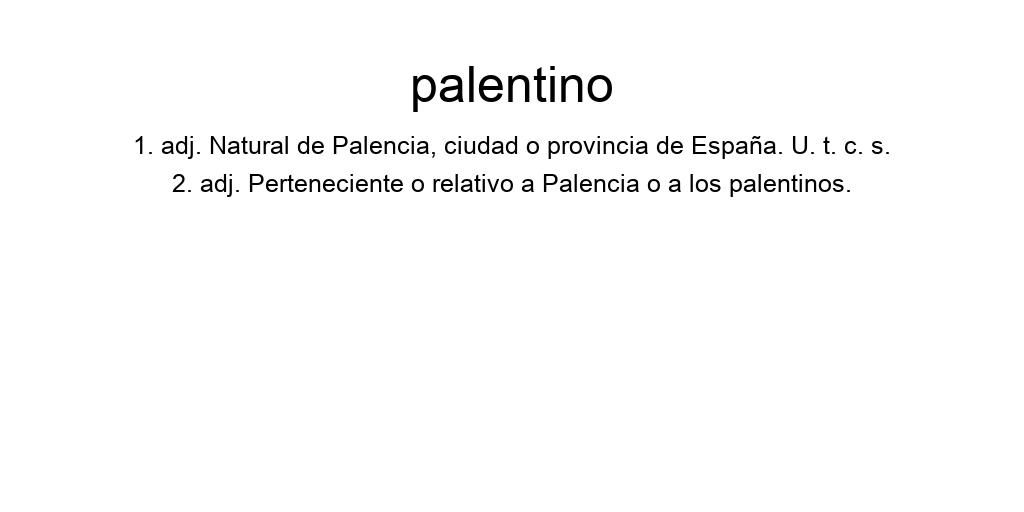 palentino
1. adj. Natural de Palencia, ciudad o provincia de España. U. t. c. s.
2. adj. Perteneciente o relativo a Palencia o a los palentinos.